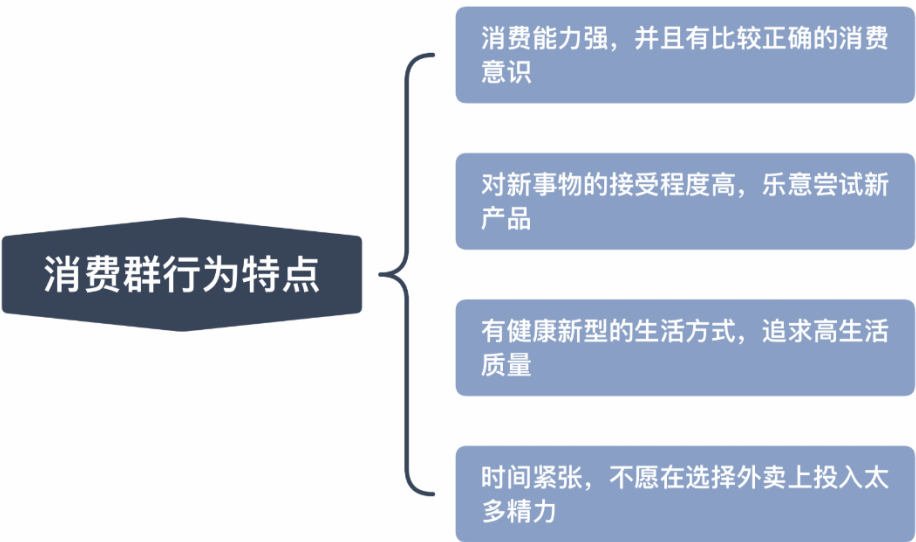 消费群行为特点
消费能力强，并且有比较正确的消费
意识
对新事物的接受程度高，乐意尝试新
产品
有健康新型的生活方式，追求高生活
质量
时间紧张，不愿在选择外卖上投入太
多精力